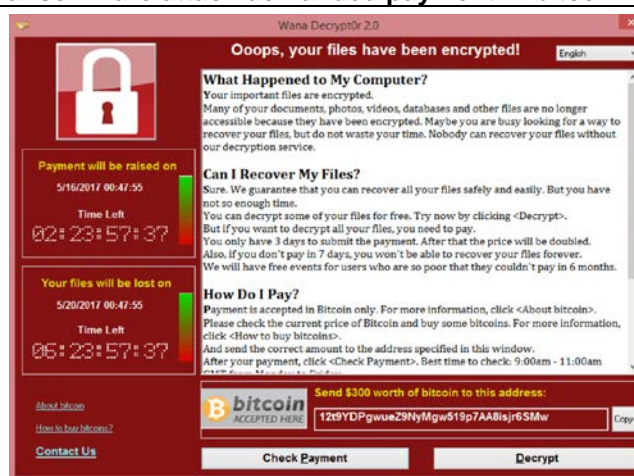 Wana Decrypt0r 2.0
Ooops, your files have been encrypted!
English
Payment will be raised on
5/16/2017 00:47:55
Time Left
02:23:57:37
Your files will be lost on
5/20/2017 00:47:55
Time Left
06:23:57:37
About bitcoin
How to buy bitcoins?
Contact Us
What Happened to My Computer?
Your important files are encrypted.
Many of your documents, photos, videos, databases and other files are no longer
accessible because they have been encrypted. Maybe you are busy looking for a way to
recover your files, but do not waste your time. Nobody can recover your files without
our decryption service.
Can I Recover My Files?
Sure. We guarantee that you can recover all your files safely and easily. But you have
not so enough time.
You can decrypt some of your files for free. Try now by clicking <Decrypt>.
But if you want to decrypt all your files, you need to pay.
You only have 3 days to submit the payment. After that the price will be doubled.
Also, if you don't pay in 7 days, you won't be able to recover your files forever.
We will have free events for users who are so poor that they couldn't pay in 6 months.
How Do I Pay?
Payment is accepted in Bitcoin only. For more information, click <About bitcoin>.
Please check the current price of Bitcoin and buy some bitcoins. For more information,
click <How to buy bitcoins>.
And send the correct amount to the address specified in this window.
After your payment, click <Check Payment>. Best time to check: 9:00am - 11:00am
GMT from Monday to Friday.
bitcoin
ACCEPTED HERE
Send $300 worth of bitcoin to this address:
12t9YDPgwueZ9NyMgw519p7AA8isjr6SMw
Copy
Check Payment
Decrypt